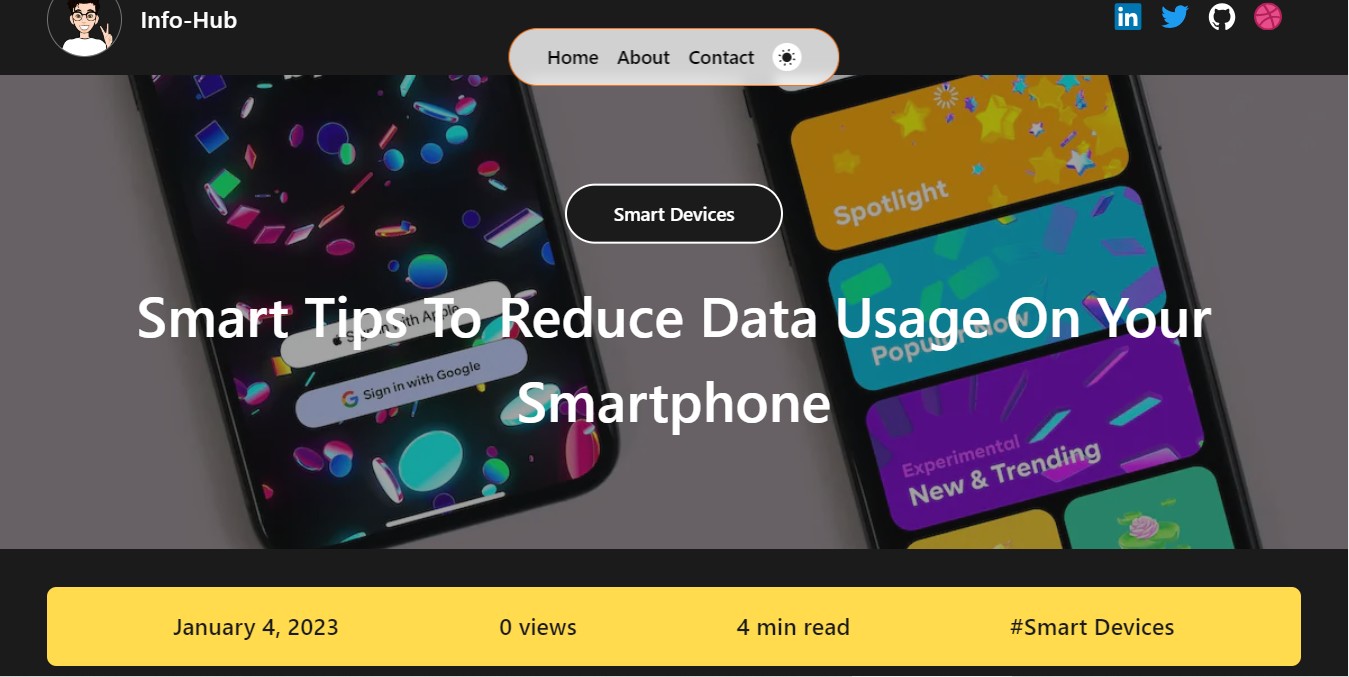 Info-Hub
Home About Contact
Smart Devices
Smart Tips To Reduce Data Usage On Your
Smartphone
Sign in with Apple
Sign in with Google
Spotlight
Popular Now
Experimental
New & Trending
January 4, 2023 0 views 4 min read #Smart Devices